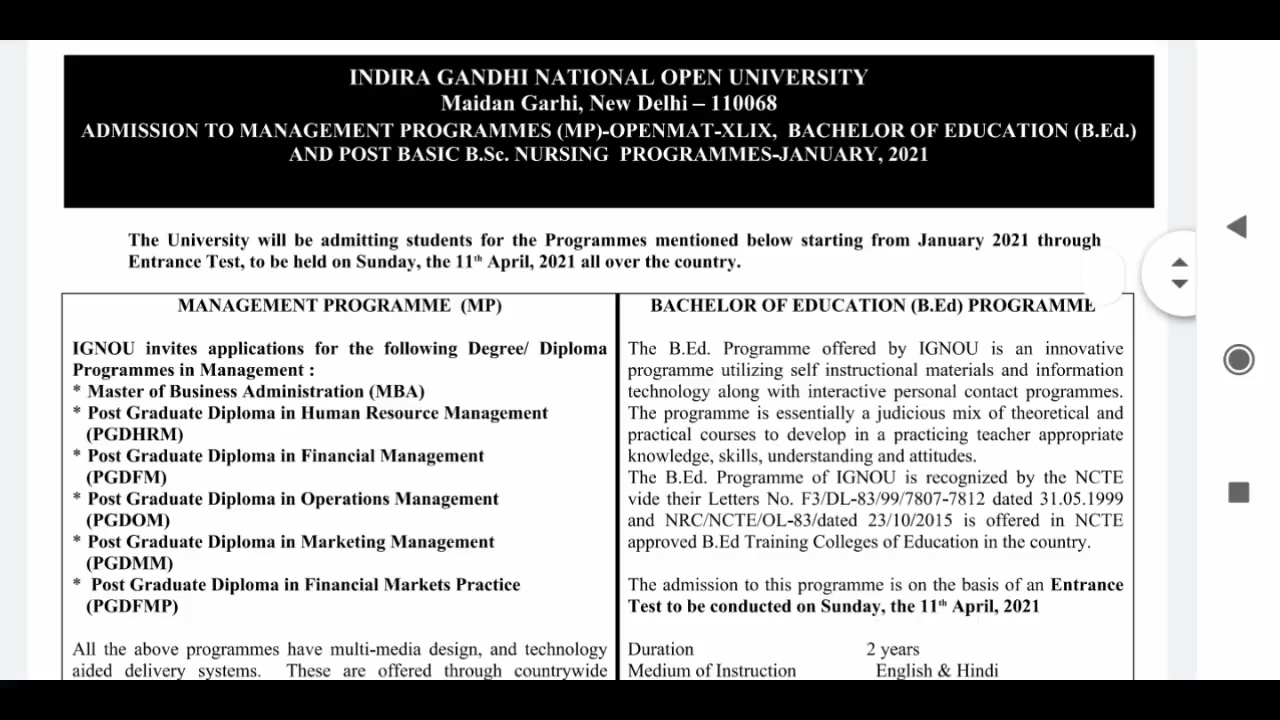 INDIRA GANDHI NATIONAL OPEN UNIVERSITY
Maidan Garhi, New Delhi – 110068
ADMISSION TO MANAGEMENT PROGRAMMES (MP)-OPENMAT-XLIX, BACHELOR OF EDUCATION (B.Ed.)
AND POST BASIC B.Sc. NURSING PROGRAMMES-JANUARY, 2021
The University will be admitting students for the Programmes mentioned below starting from January 2021 through
Entrance Test, to be held on Sunday, the 11th April, 2021 all over the country.
MANAGEMENT PROGRAMME (MP)
IGNOU invites applications for the following Degree/ Diploma
Programmes in Management :
* Master of Business Administration (MBA)
* Post Graduate Diploma in Human Resource Management
(PGDHRM)
* Post Graduate Diploma in Financial Management
(PGDFM)
* Post Graduate Diploma in Operations Management
(PGDOM)
* Post Graduate Diploma in Marketing Management
(PGDMM)
* Post Graduate Diploma in Financial Markets Practice
(PGDFMP)
All the above programmes have multi-media design, and technology
aided delivery systems. These are offered through countrywide
BACHELOR OF EDUCATION (B.Ed) PROGRAMME
The B.Ed. Programme offered by IGNOU is an innovative
programme utilizing self instructional materials and information
technology along with interactive personal contact programmes.
The programme is essentially a judicious mix of theoretical and
practical courses to develop in a practicing teacher appropriate
knowledge, skills, understanding and attitudes.
The B.Ed. Programme of IGNOU is recognized by the NCTE
vide their Letters No. F3/DL-83/99/7807-7812 dated 31.05.1999
and NRC/NCTE/OL-83/dated 23/10/2015 is offered in NCTE
approved B.Ed Training Colleges of Education in the country.
The admission to this programme is on the basis of an Entrance
Test to be conducted on Sunday, the 11th April, 2021
Duration 2 years
Medium of Instruction English & Hindi